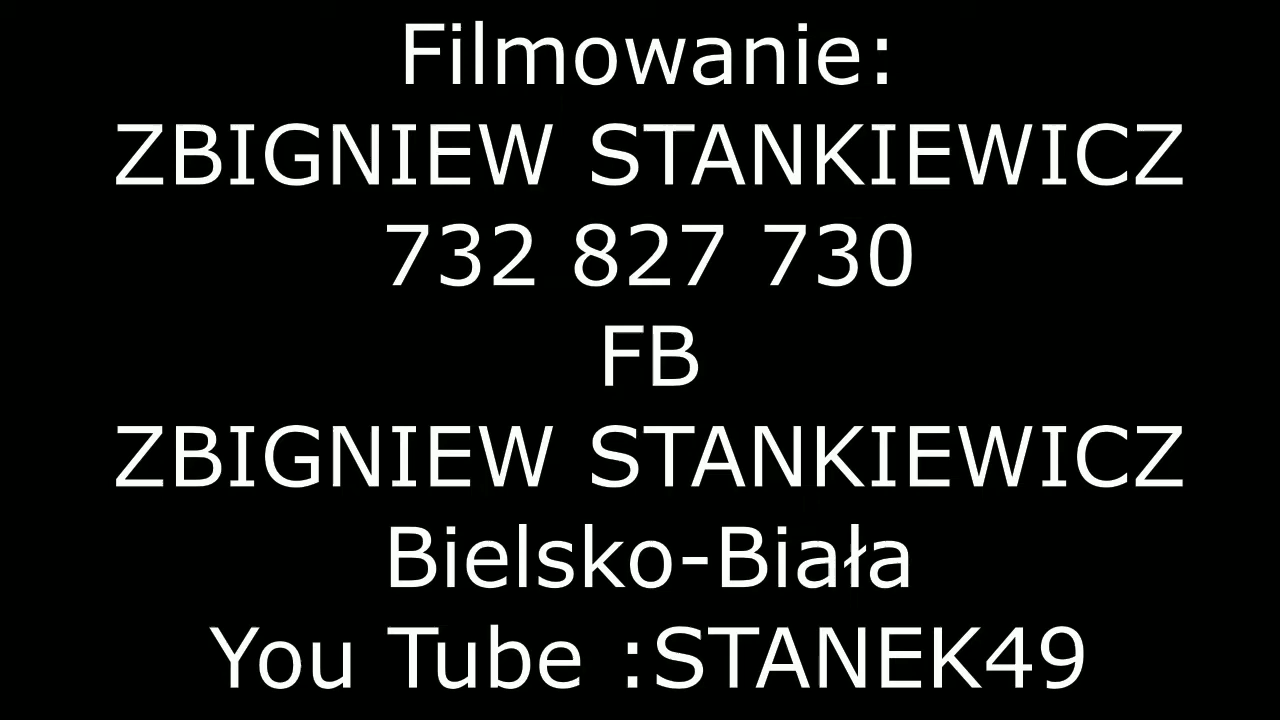 Filmowanie:
ZBIGNIEW STANKIEWICZ
732 827 730
FB
ZBIGNIEW STANKIEWICZ
Bielsko-Biała
You Tube :STANEK49